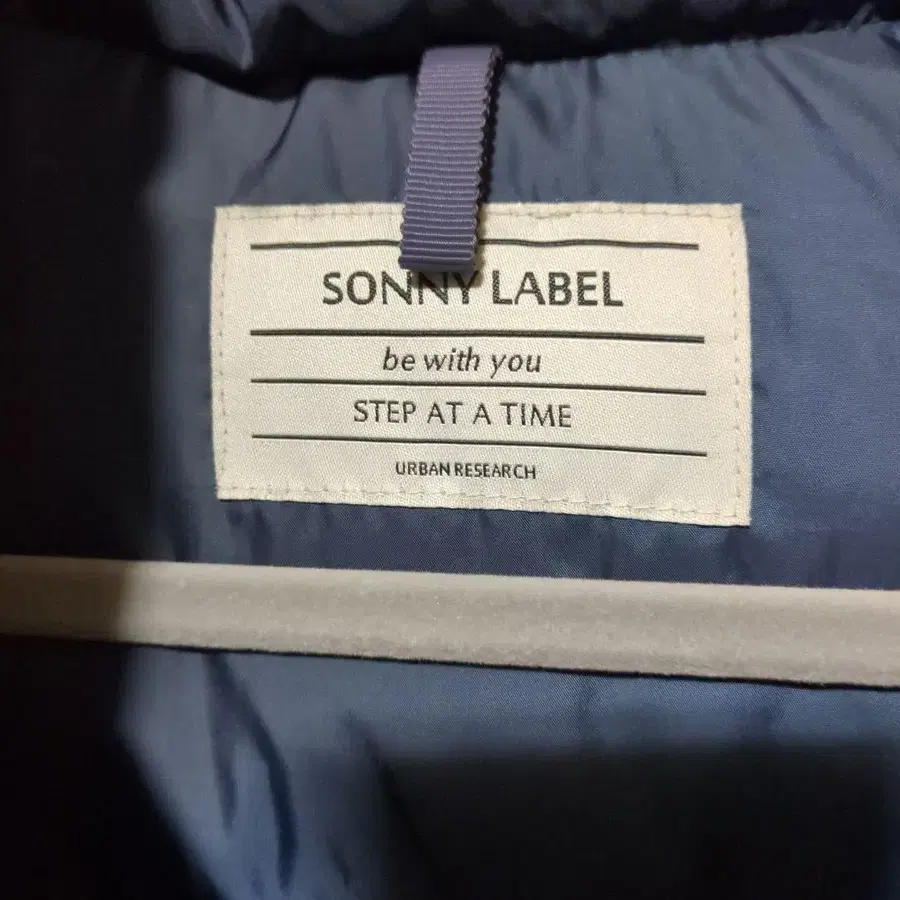 SONNY LABEL
be with you
STEP AT A TIME
URBAN RESEARCH